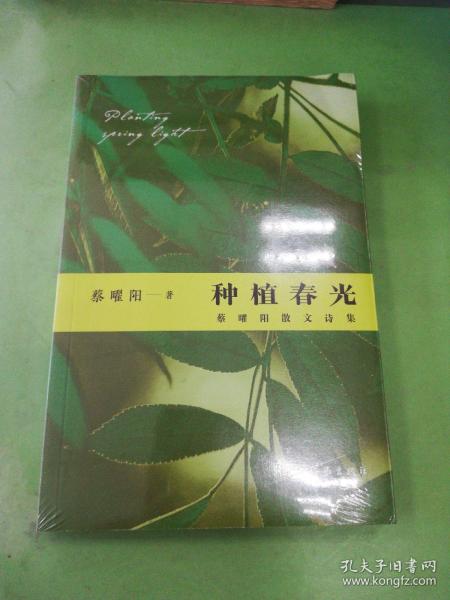 Planting
spring light
蔡曜阳—著
种植春光
蔡曜阳散文诗集
孔夫子旧书网
www.kongfz.com